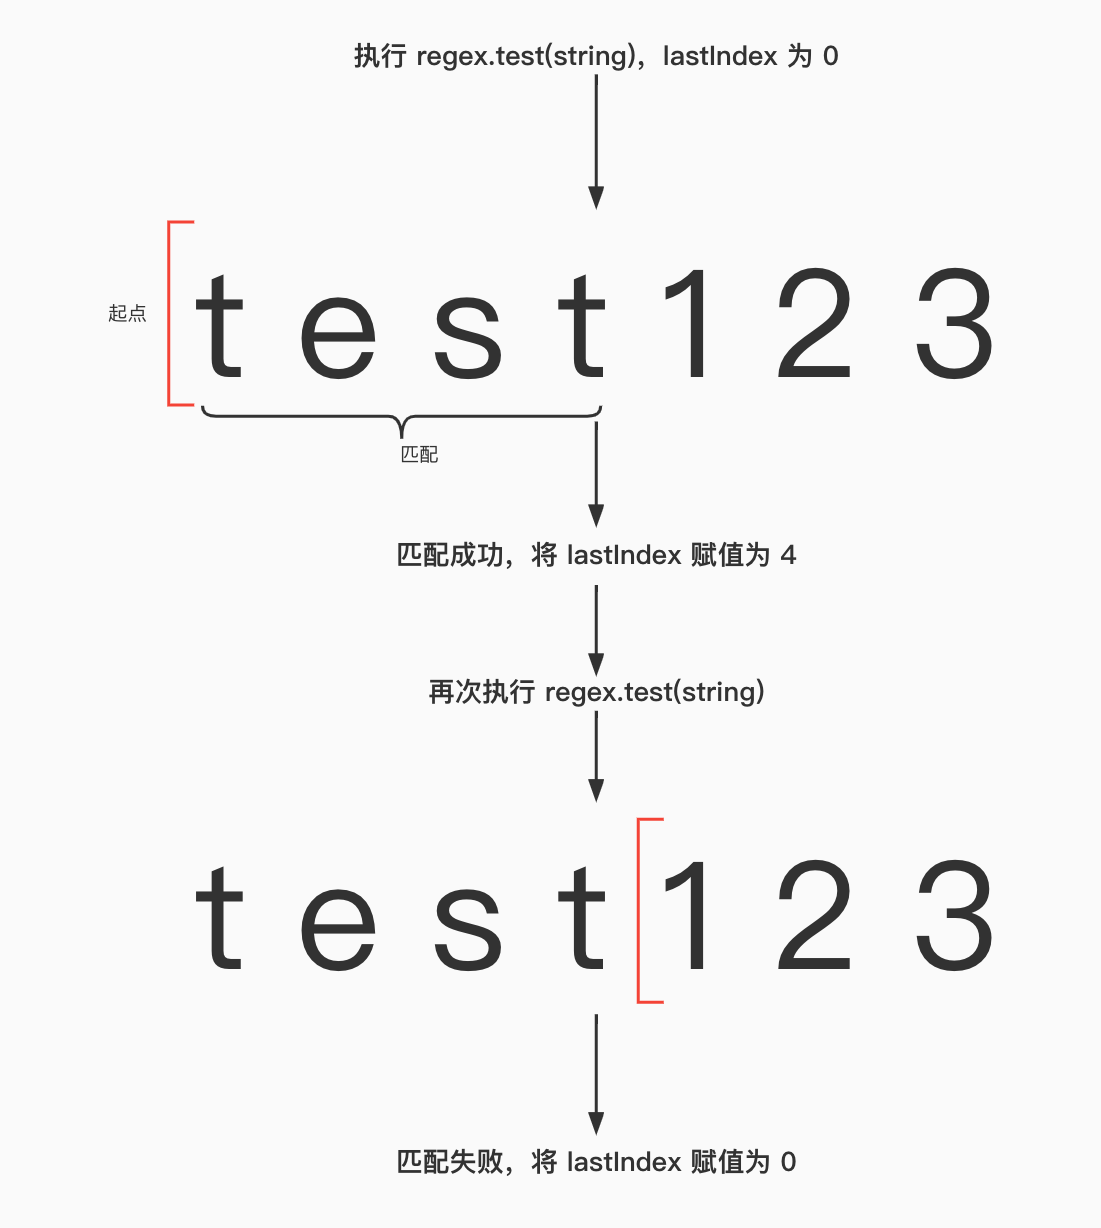 执行 regex.test(string)，lastIndex 为 0
起点
t e s t 1 2 3
匹配
匹配成功，将 lastIndex 赋值为 4
再次执行 regex.test(string)
t e s t 1 2 3
匹配失败，将 lastIndex 赋值为 0